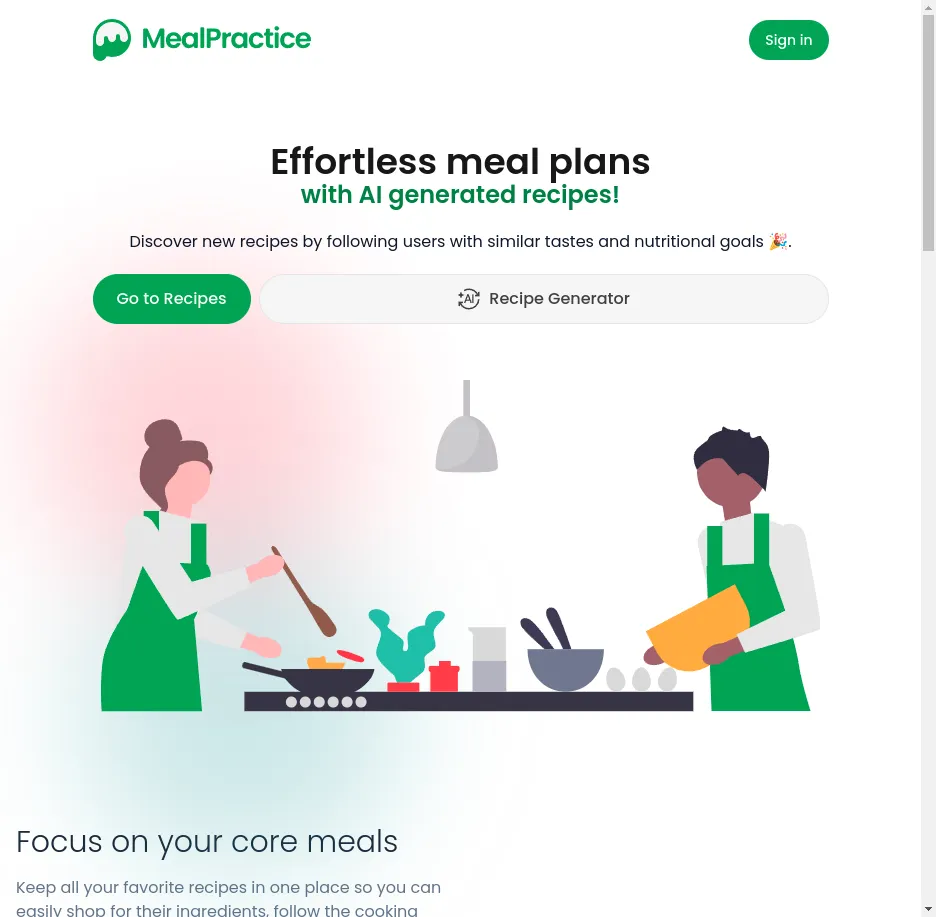 MealPractice
Sign in
Effortless meal plans
with AI generated recipes!
Discover new recipes by following users with similar tastes and nutritional goals 🎉.
Go to Recipes
AI Recipe Generator
Focus on your core meals
Keep all your favorite recipes in one place so you can
easily shop for their ingredients, follow the cooking